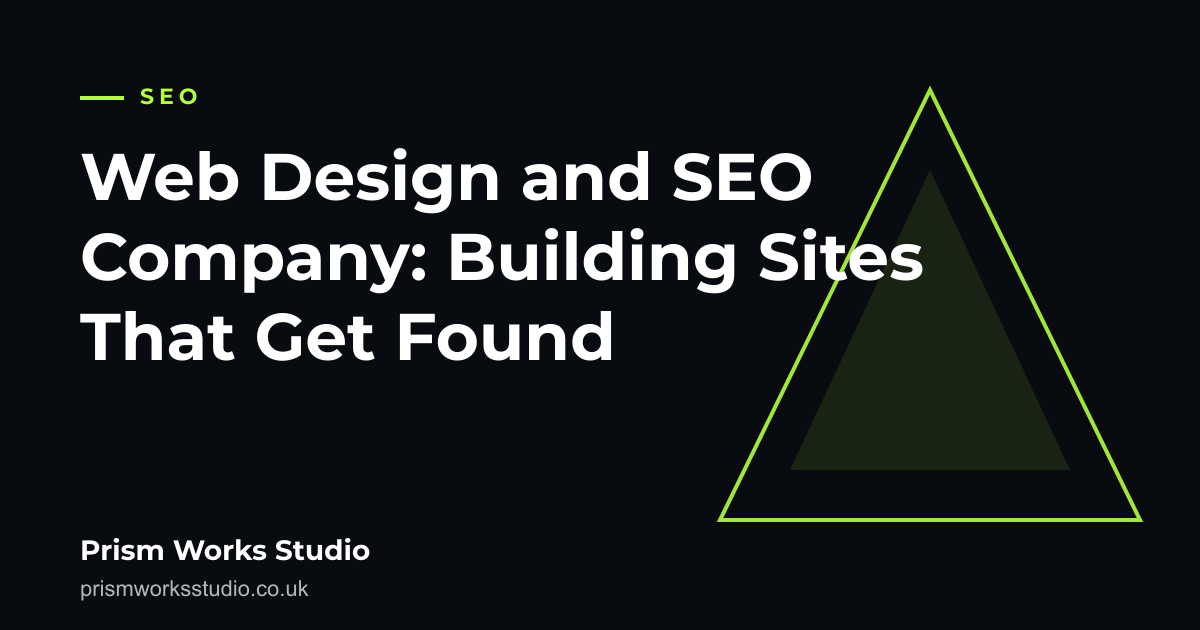 SEO
Web Design and SEO
Company: Building Sites
That Get Found
Prism Works Studio
prismworksstudio.co.uk